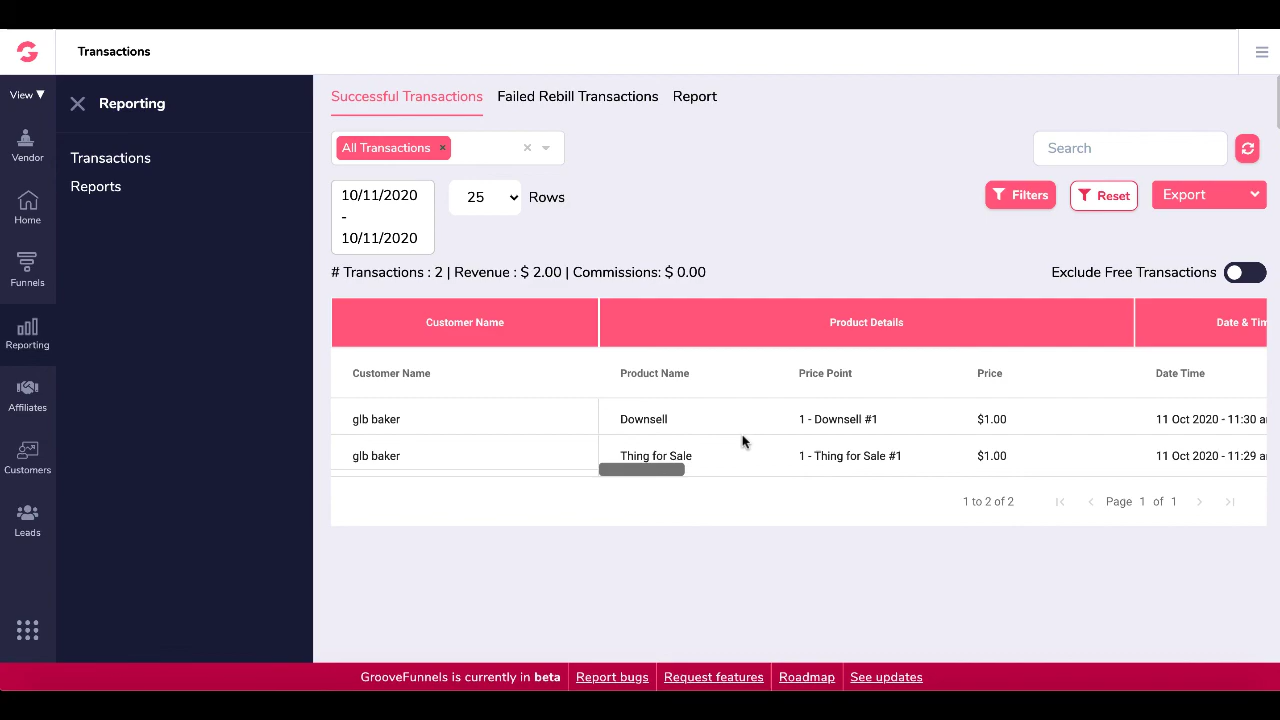 Transactions
View ▼
Reporting
Vendor
Home
Funnels
Reporting
Affiliates
Customers
Leads
Transactions
Reports
Successful Transactions Failed Rebill Transactions Report
All Transactions ×
Search
10/11/2020
-
10/11/2020
25 Rows
Filters Reset Export
# Transactions : 2 | Revenue : $ 2.00 | Commissions: $ 0.00
Exclude Free Transactions
Customer Name Product Details Date & Tim
Customer Name Product Name Price Point Price Date Time
glb baker Downsell 1 - Downsell #1 $1.00 11 Oct 2020 - 11:30 a
glb baker Thing for Sale 1 - Thing for Sale #1 $1.00 11 Oct 2020 - 11:29 a
1 to 2 of 2 Page 1 of 1
GrooveFunnels is currently in beta Report bugs Request features Roadmap See updates